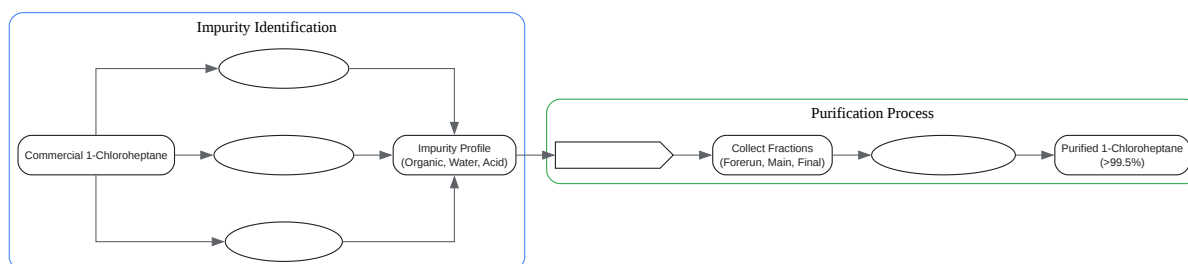 Impurity Identification
Commercial 1-Chloroheptane
Impurity Profile
(Organic, Water, Acid)
Purification Process
Collect Fractions
(Forerun, Main, Final)
Purified 1-Chloroheptane
(>99.5%)